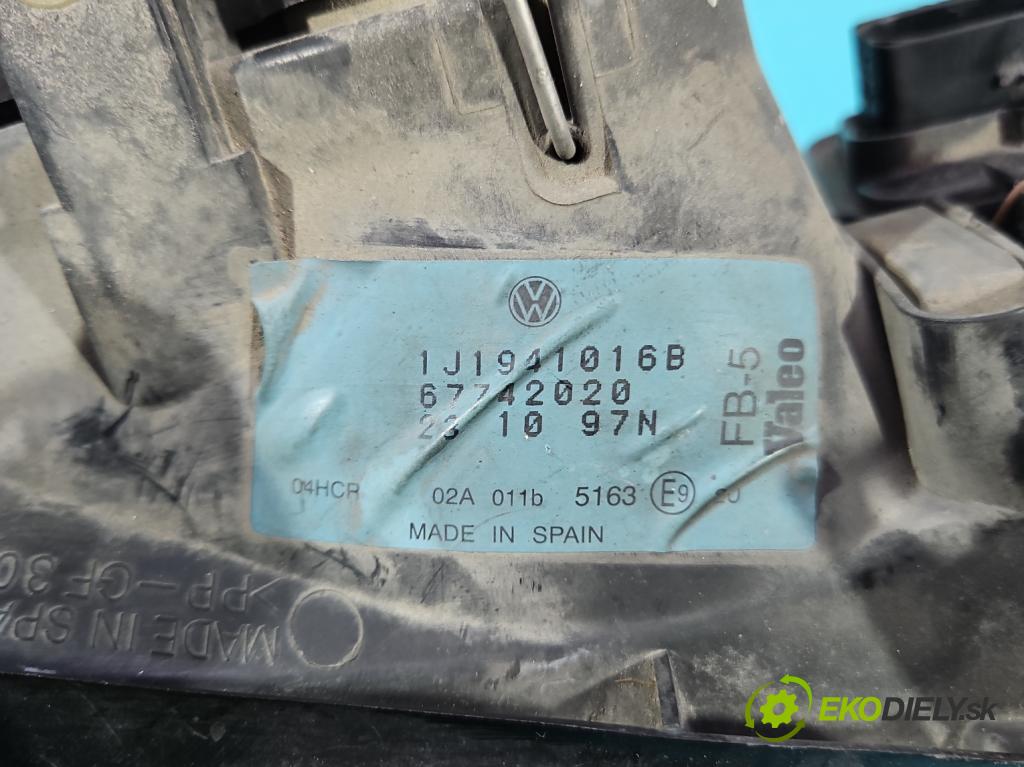 1J1941016B
67742020
23 10 97N
FB-5
Valeo
04HCR 02A 011b 5163 E9 20
MADE IN SPAIN
MADE IN SPA
>PP-GF 30
EKODIELY.sk